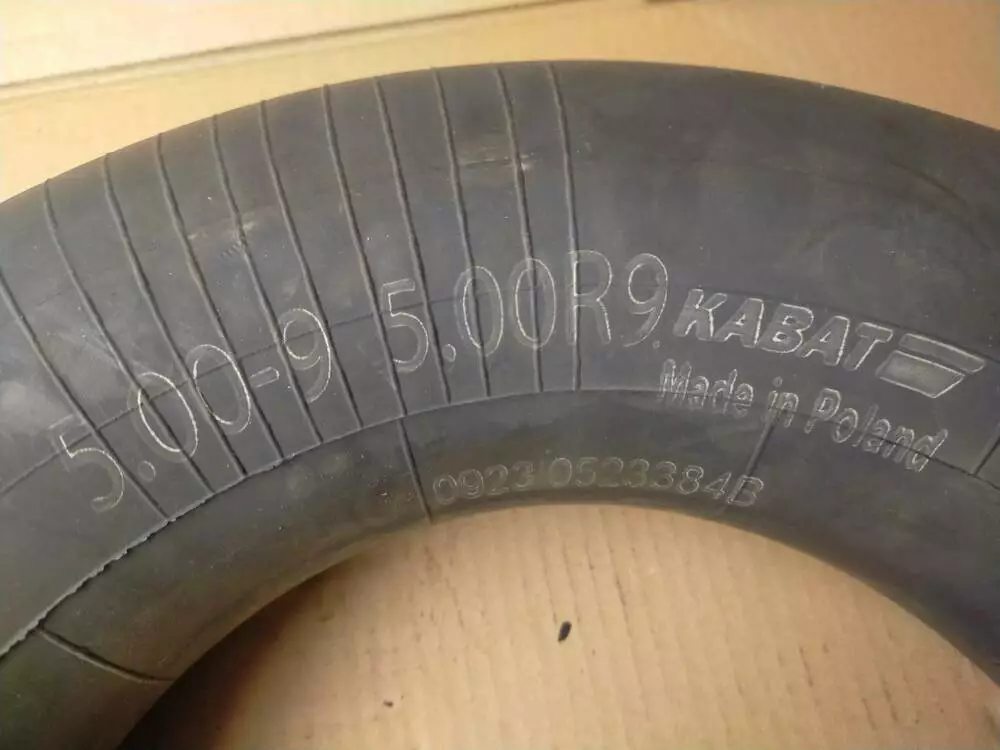 5.00-9 5.00R9 KABAT
Made in Poland
0923 0523384B